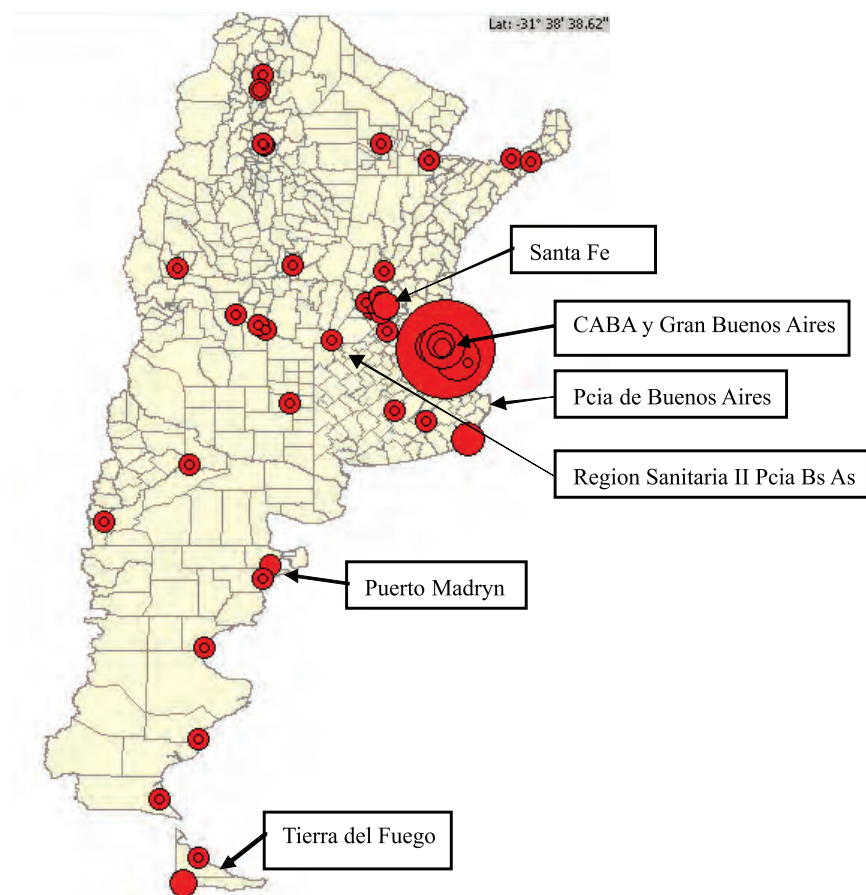 Lat: -31° 38' 38.62"
Santa Fe
CABA y Gran Buenos Aires
Pcia de Buenos Aires
Region Sanitaria II Pcia Bs As
Puerto Madryn
Tierra del Fuego